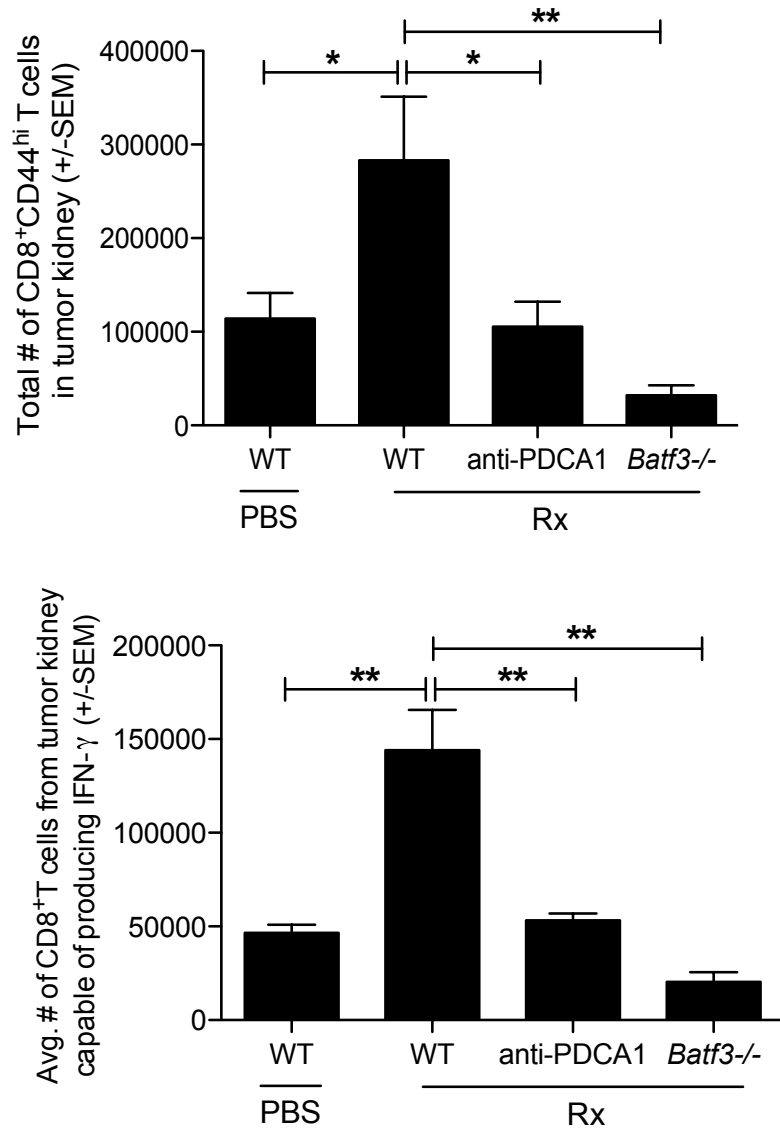 Total # of CD8⁺CD44ʰⁱ T cells
in tumor kidney (+/-SEM)
400000
300000
200000
100000
0
*
*
**
WT
WT
anti-PDCA1
Batf3-/-
PBS
Rx
Avg. # of CD8⁺T cells from tumor kidney
capable of producing IFN-γ (+/-SEM)
200000
150000
100000
50000
0
**
**
**
WT
WT
anti-PDCA1
Batf3-/-
PBS
Rx